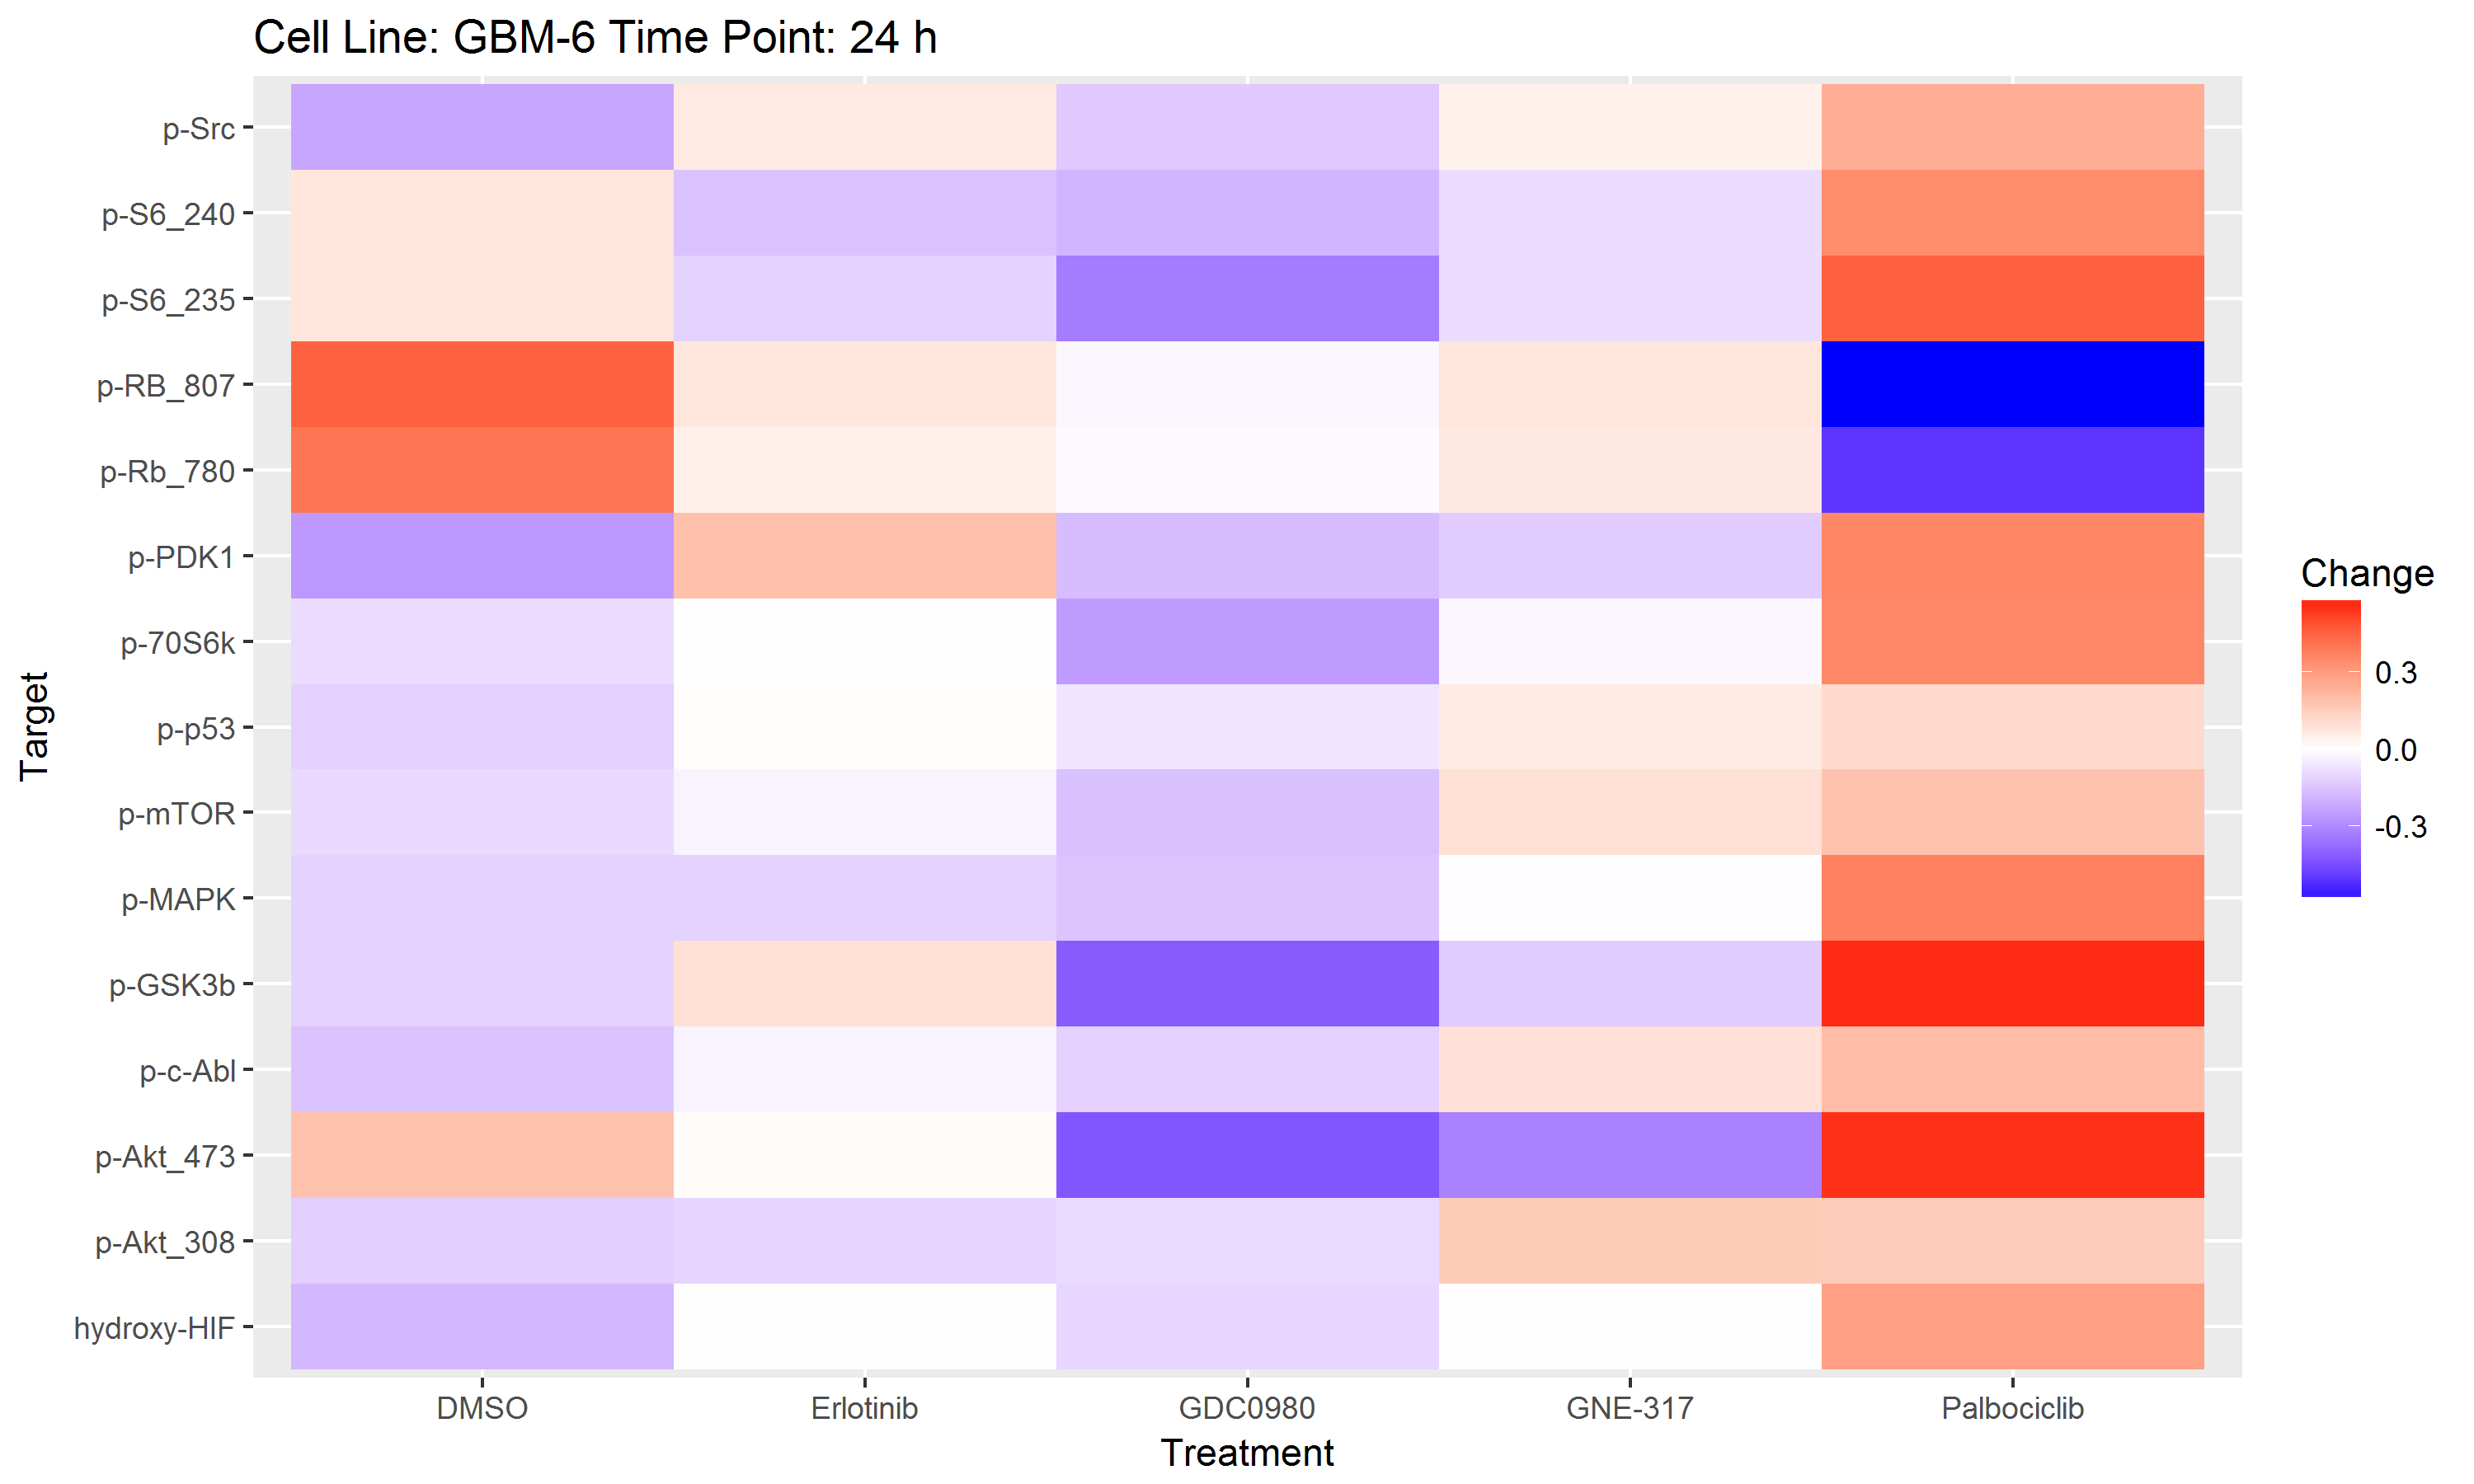 Cell Line: GBM-6 Time Point: 24 h
Target
p-Src
p-S6_240
p-S6_235
p-RB_807
p-Rb_780
p-PDK1
p-70S6k
p-p53
p-mTOR
p-MAPK
p-GSK3b
p-c-Abl
p-Akt_473
p-Akt_308
hydroxy-HIF
DMSO Erlotinib GDC0980 GNE-317 Palbociclib
Treatment
Change
0.3
0.0
-0.3